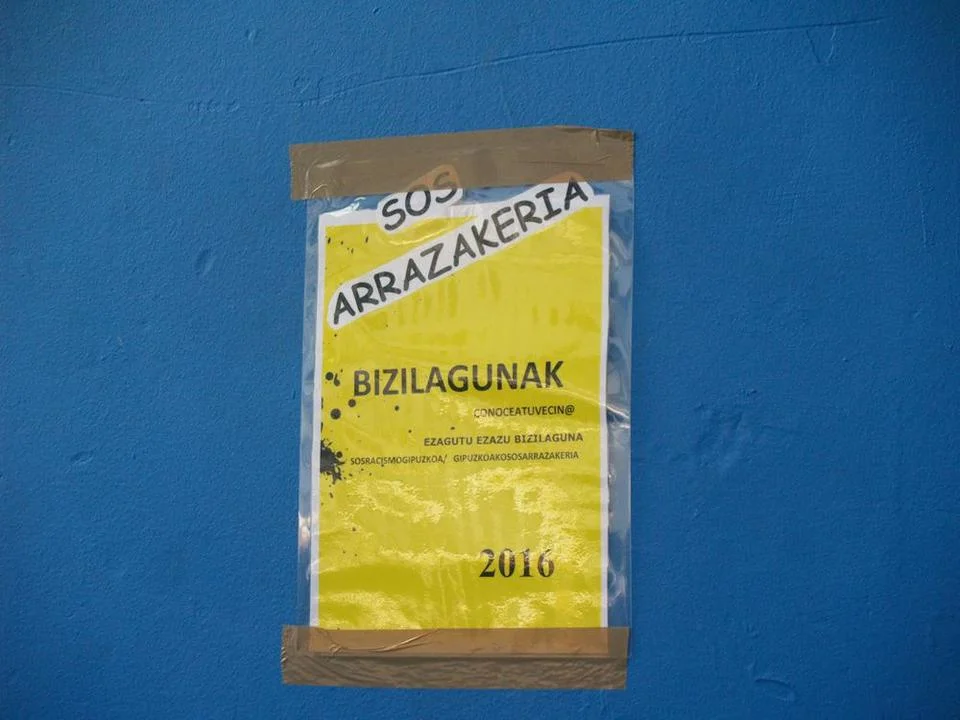 SOS
ARRAZAKERIA
BIZILAGUNAK
CONOCEATUVECIN@
EZAGUTU EZAZU BIZILAGUNA
SOSRACISMOGIPUZKOA/ GIPUZKOAKOSOSARRAZAKERIA
2016